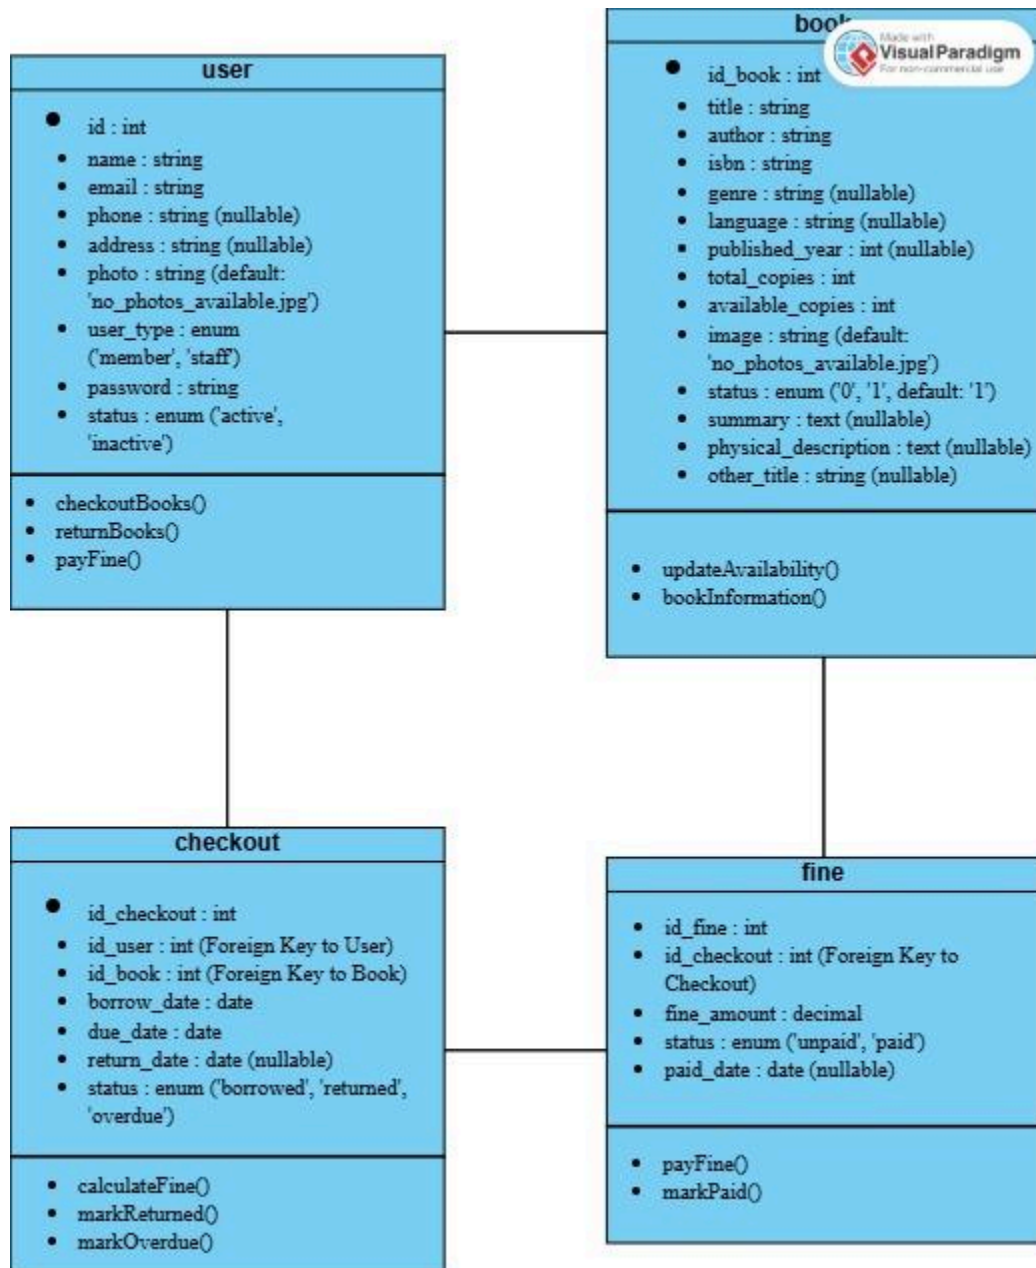 user
id : int
name : string
email : string
phone : string (nullable)
address : string (nullable)
photo : string (default:
'no_photos_available.jpg')
user_type : enum
('member', 'staff')
password : string
status : enum ('active',
'inactive')
checkoutBooks()
returnBooks()
payFine()
book
Made with
Visual Paradigm
For non-commercial use
id_book : int
title : string
author : string
isbn : string
genre : string (nullable)
language : string (nullable)
published_year : int (nullable)
total_copies : int
available_copies : int
image : string (default:
'no_photos_available.jpg')
status : enum ('0', '1', default: '1')
summary : text (nullable)
physical_description : text (nullable)
other_title : string (nullable)
updateAvailability()
bookInformation()
checkout
id_checkout : int
id_user : int (Foreign Key to User)
id_book : int (Foreign Key to Book)
borrow_date : date
due_date : date
return_date : date (nullable)
status : enum ('borrowed', 'returned',
'overdue')
calculateFine()
markReturned()
markOverdue()
fine
id_fine : int
id_checkout : int (Foreign Key to
Checkout)
fine_amount : decimal
status : enum ('unpaid', 'paid')
paid_date : date (nullable)
payFine()
markPaid()